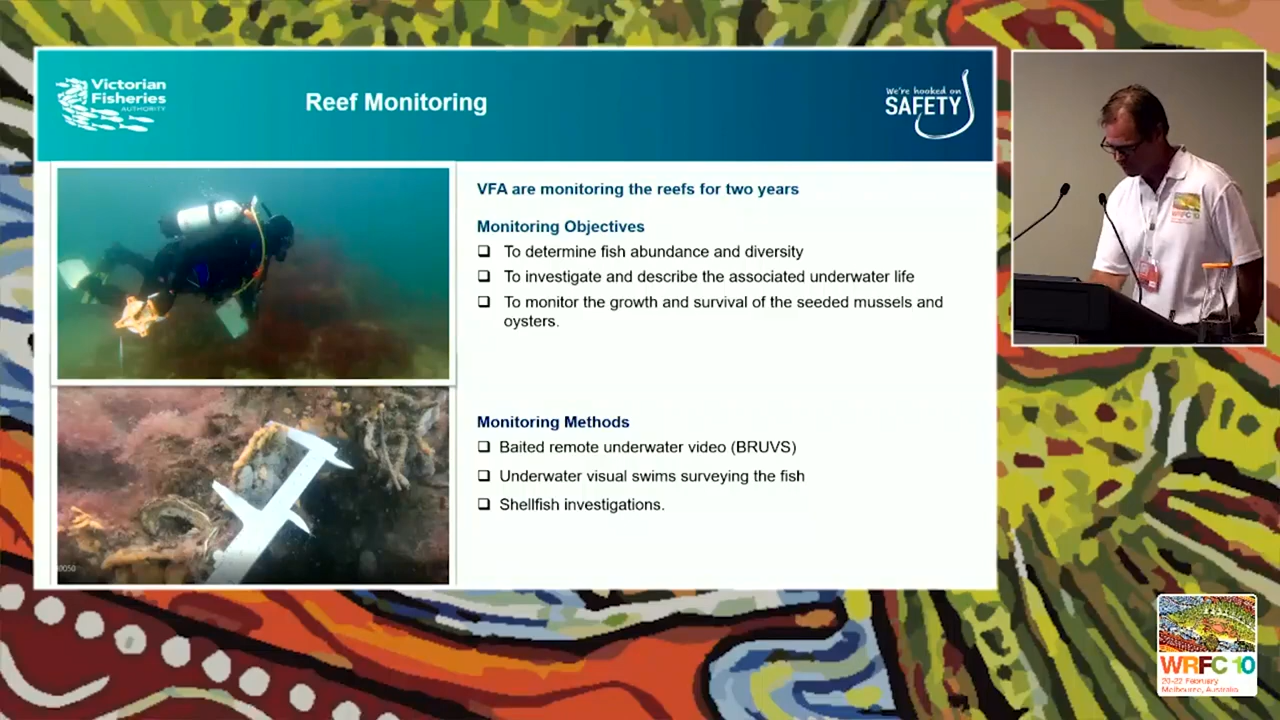 Victorian
Fisheries
AUTHORITY
Reef Monitoring
We're hooked on
SAFETY
VFA are monitoring the reefs for two years
Monitoring Objectives
To determine fish abundance and diversity
To investigate and describe the associated underwater life
To monitor the growth and survival of the seeded mussels and
oysters.
Monitoring Methods
Baited remote underwater video (BRUVS)
Underwater visual swims surveying the fish
Shellfish investigations.
WRFC 10
20-22 February
Melbourne, Australia